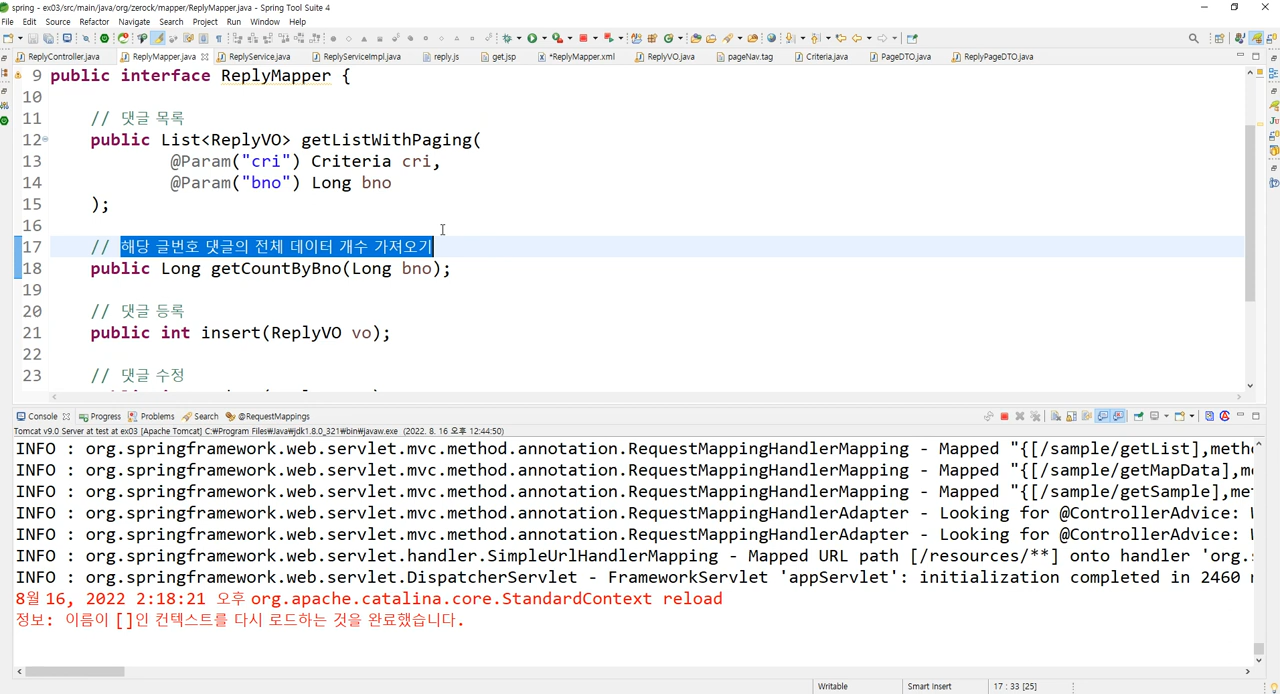 spring - ex03/src/main/java/org/zerock/mapper/ReplyMapper.java - Spring Tool Suite 4
File Edit Source Refactor Navigate Search Project Run Window Help
ReplyController.java ReplyMapper.java ReplyService.java ReplyServiceImpl.java reply.js get.jsp *ReplyMapper.xml ReplyVO.java pageNav.tag Criteria.java PageDTO.java ReplyPageDTO.java
9 public interface ReplyMapper {
10
11 // 댓글 목록
12 public List<ReplyVO> getListWithPaging(
13 @Param("cri") Criteria cri,
14 @Param("bno") Long bno
15 );
16
17 // 해당 글번호 댓글의 전체 데이터 개수 가져오기
18 public Long getCountByBno(Long bno);
19
20 // 댓글 등록
21 public int insert(ReplyVO vo);
22
23 // 댓글 수정
Console Progress Problems Search @RequestMappings
Tomcat v9.0 Server at test at ex03 [Apache Tomcat] C:₩Program Files₩Java₩jdk1.8.0_321₩bin₩javaw.exe (2022. 8. 16 오후 12:44:50)
INFO : org.springframework.web.servlet.mvc.method.annotation.RequestMappingHandlerMapping - Mapped "{[/sample/getList],metho
INFO : org.springframework.web.servlet.mvc.method.annotation.RequestMappingHandlerMapping - Mapped "{[/sample/getMapData],m
INFO : org.springframework.web.servlet.mvc.method.annotation.RequestMappingHandlerMapping - Mapped "{[/sample/getSample],met
INFO : org.springframework.web.servlet.mvc.method.annotation.RequestMappingHandlerAdapter - Looking for @ControllerAdvice:
INFO : org.springframework.web.servlet.mvc.method.annotation.RequestMappingHandlerAdapter - Looking for @ControllerAdvice:
INFO : org.springframework.web.servlet.handler.SimpleUrlHandlerMapping - Mapped URL path [/resources/**] onto handler 'org.
INFO : org.springframework.web.servlet.DispatcherServlet - FrameworkServlet 'appServlet': initialization completed in 2460
8월 16, 2022 2:18:21 오후 org.apache.catalina.core.StandardContext reload
정보: 이름이 []인 컨텍스트를 다시 로드하는 것을 완료했습니다.
Writable Smart Insert 17 : 33 [25]